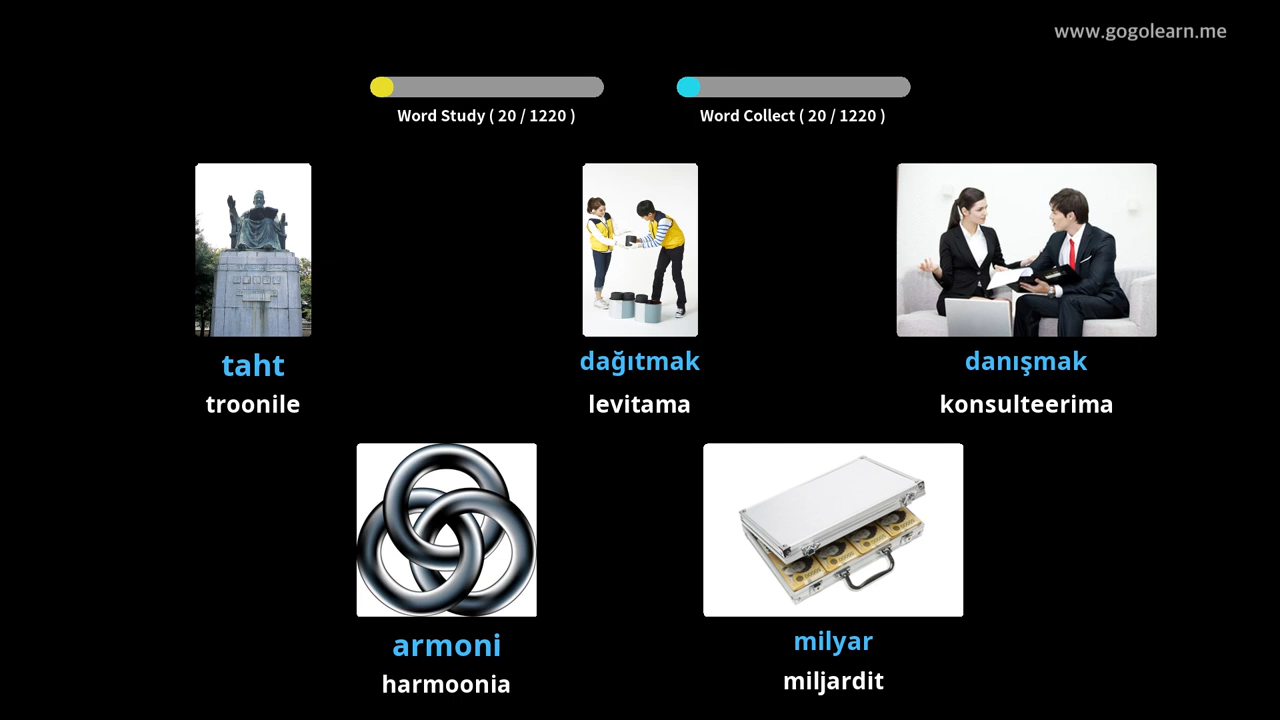 www.gogolearn.me
Word Study ( 20 / 1220 )
Word Collect ( 20 / 1220 )
taht
troonile
dağıtmak
levitama
danışmak
konsulteerima
armoni
harmoonia
milyar
miljardit